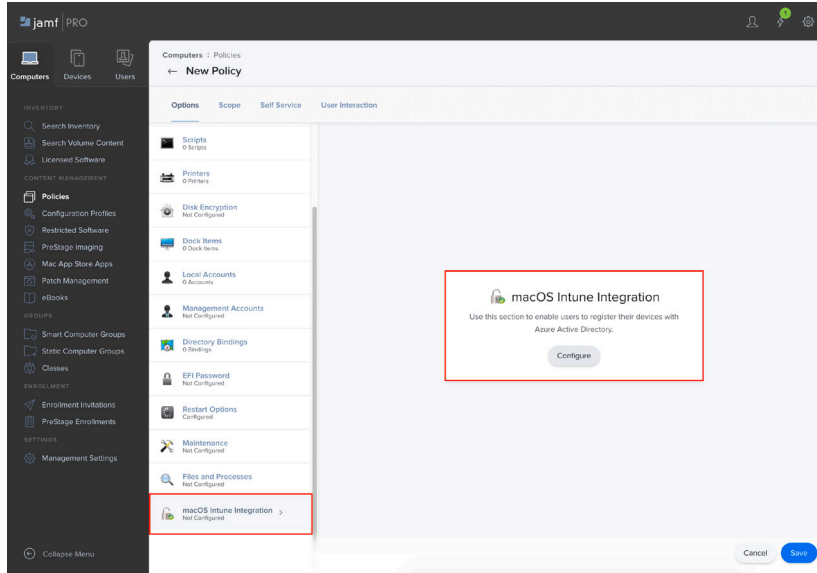 jamf PRO
1
Computers
Devices
Users
INVENTORY
Search Inventory
Search Volume Content
Licensed Software
CONTENT MANAGEMENT
Policies
Configuration Profiles
Restricted Software
PreStage Imaging
Mac App Store Apps
Patch Management
eBooks
GROUPS
Smart Computer Groups
Static Computer Groups
Classes
ENROLLMENT
Enrollment Invitations
PreStage Enrollments
SETTINGS
Management Settings
Collapse Menu
Computers : Policies
← New Policy
Options Scope Self Service User Interaction
Scripts
0 Scripts
Printers
0 Printers
Disk Encryption
Not Configured
Dock Items
0 Dock Items
Local Accounts
0 Accounts
Management Accounts
Not Configured
Directory Bindings
0 Bindings
EFI Password
Not Configured
Restart Options
Configured
Maintenance
Not Configured
Files and Processes
Not Configured
macOS Intune Integration >
Not Configured
macOS Intune Integration
Use this section to enable users to register their devices with
Azure Active Directory.
Configure
Cancel
Save